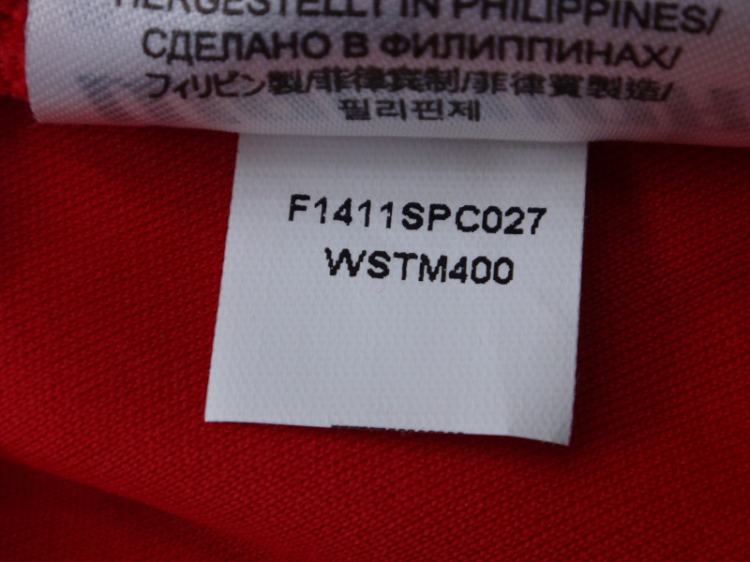 HERGESTELLT IN PHILIPPINES/
СДЕЛАНО В ФИЛИППИНАХ/
フィリピン製/菲律賓制/菲律賓製造/
필리핀제
F1411SPC027
WSTM400